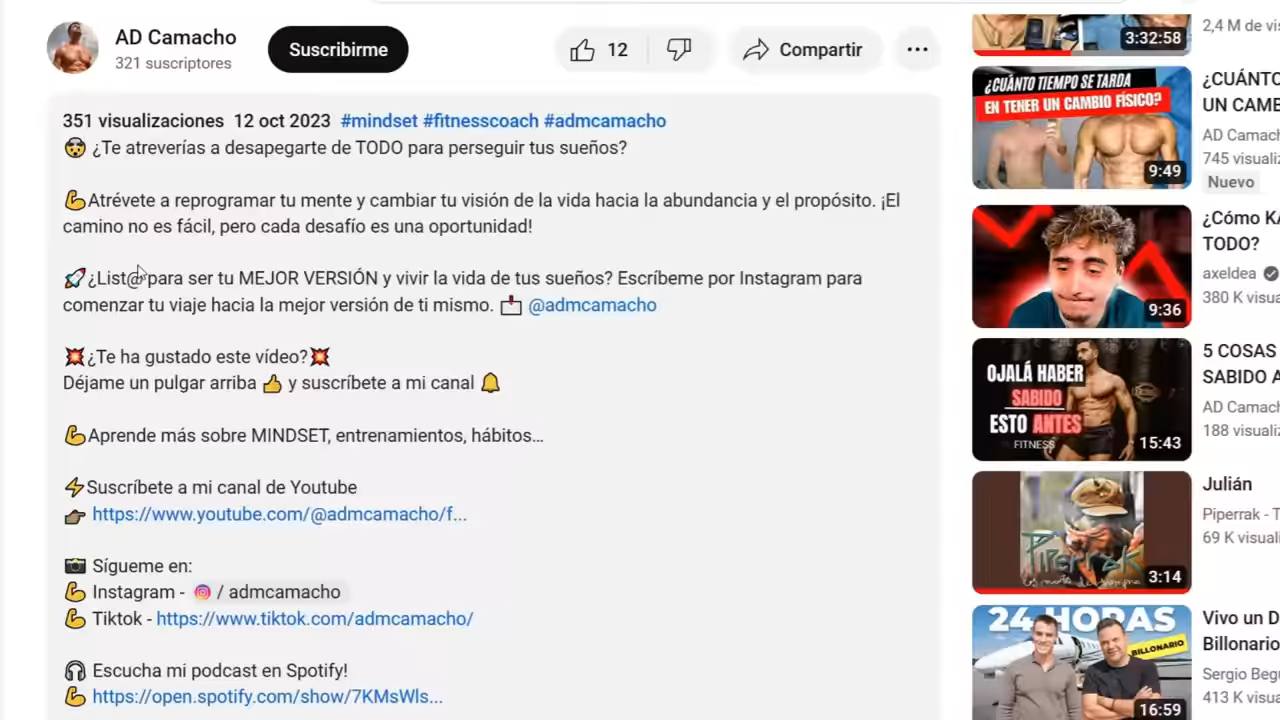 AD Camacho
321 suscriptores
Suscribirme
12
Compartir
351 visualizaciones 12 oct 2023 #mindset #fitnesscoach #admcamacho
😯 ¿Te atreverías a desapegarte de TODO para perseguir tus sueños?
💪Atrévete a reprogramar tu mente y cambiar tu visión de la vida hacia la abundancia y el propósito. ¡El
camino no es fácil, pero cada desafío es una oportunidad!
🚀¿List@ para ser tu MEJOR VERSIÓN y vivir la vida de tus sueños? Escríbeme por Instagram para
comenzar tu viaje hacia la mejor versión de ti mismo. 📩 @admcamacho
💥¿Te ha gustado este vídeo?💥
Déjame un pulgar arriba 👍 y suscríbete a mi canal 🔔
💪Aprende más sobre MINDSET, entrenamientos, hábitos...
⚡Suscríbete a mi canal de Youtube
👉 https://www.youtube.com/@admcamacho/f...
📷 Sígueme en:
💪 Instagram - / admcamacho
💪 Tiktok - https://www.tiktok.com/admcamacho/
🎧 Escucha mi podcast en Spotify!
💪 https://open.spotify.com/show/7KMsWls...
3:32:58
2,4 M de vis
¿CUÁNTO TIEMPO SE TARDA
EN TENER UN CAMBIO FÍSICO?
9:49
¿CUÁNTO
UN CAMB
AD Camach
745 visualiz
Nuevo
9:36
¿Cómo KA
TODO?
axeldea
380 K visua
OJALÁ HABER
SABIDO
ESTO ANTES
FITNESS
15:43
5 COSAS
SABIDO A
AD Camach
188 visualiz
Piperrak
3:14
Julián
Piperrak - T
69 K visuali
24 HORAS
BILLONARIO
16:59
Vivo un D
Billonario
Sergio Begu
413 K visua